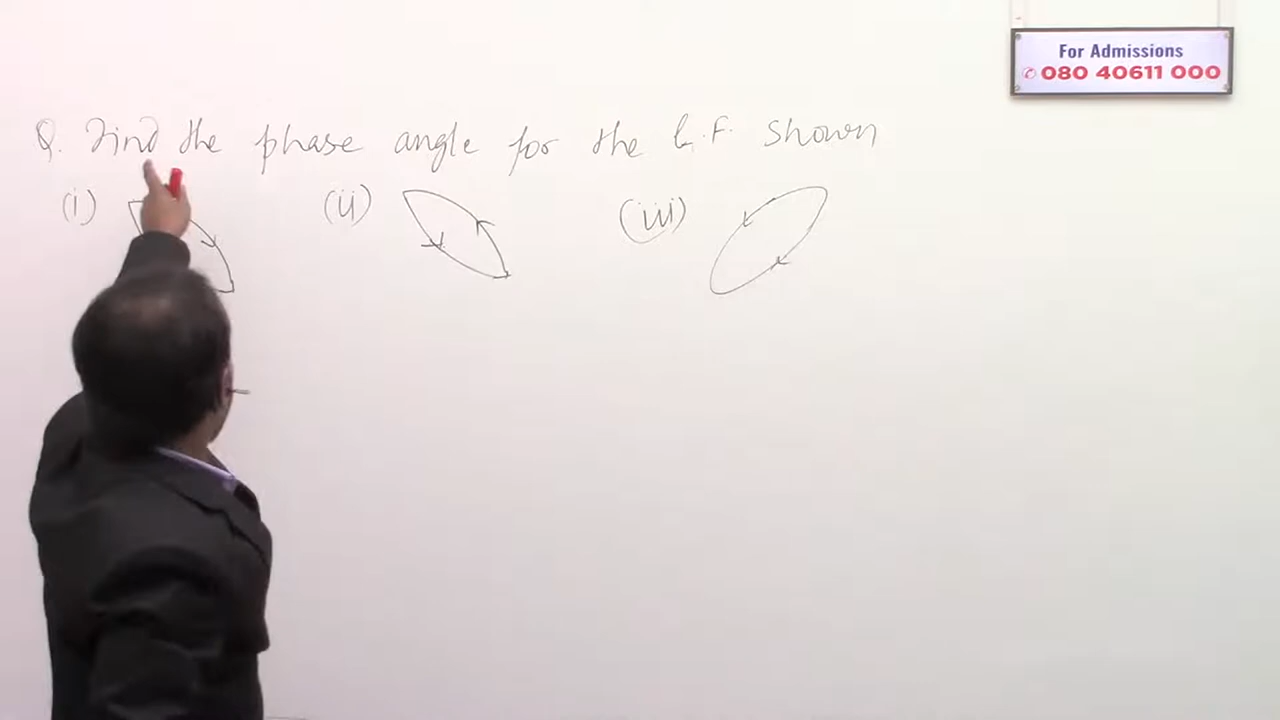 For Admissions
080 40611 000
Q. Find the phase angle for the L.F. shown
(i) (ii) (iii)